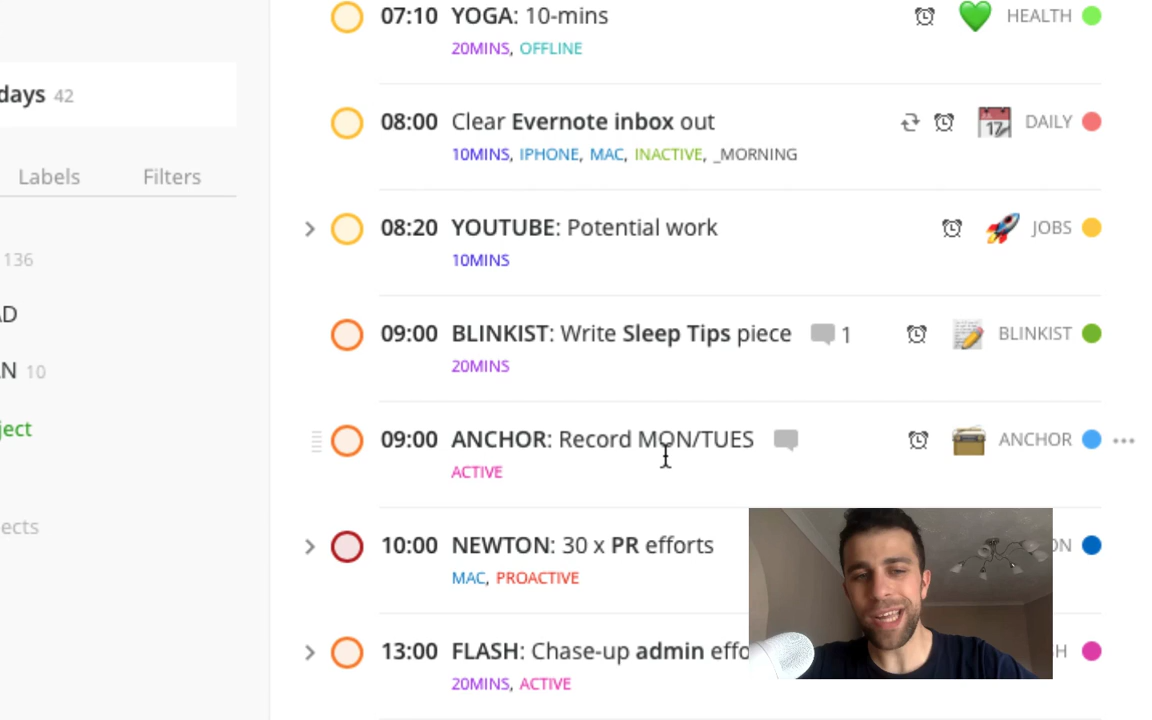 07:10 YOGA: 10-mins HEALTH
20MINS, OFFLINE
days 42
08:00 Clear Evernote inbox out 17 DAILY
10MINS, IPHONE, MAC, INACTIVE, _MORNING
Labels Filters
08:20 YOUTUBE: Potential work JOBS
10MINS
136
AD
09:00 BLINKIST: Write Sleep Tips piece 1 BLINKIST
20MINS
AN 10
ject
09:00 ANCHOR: Record MON/TUES ANCHOR
ACTIVE
ects
10:00 NEWTON: 30 x PR efforts ON
MAC, PROACTIVE
13:00 FLASH: Chase-up admin effo H
20MINS, ACTIVE